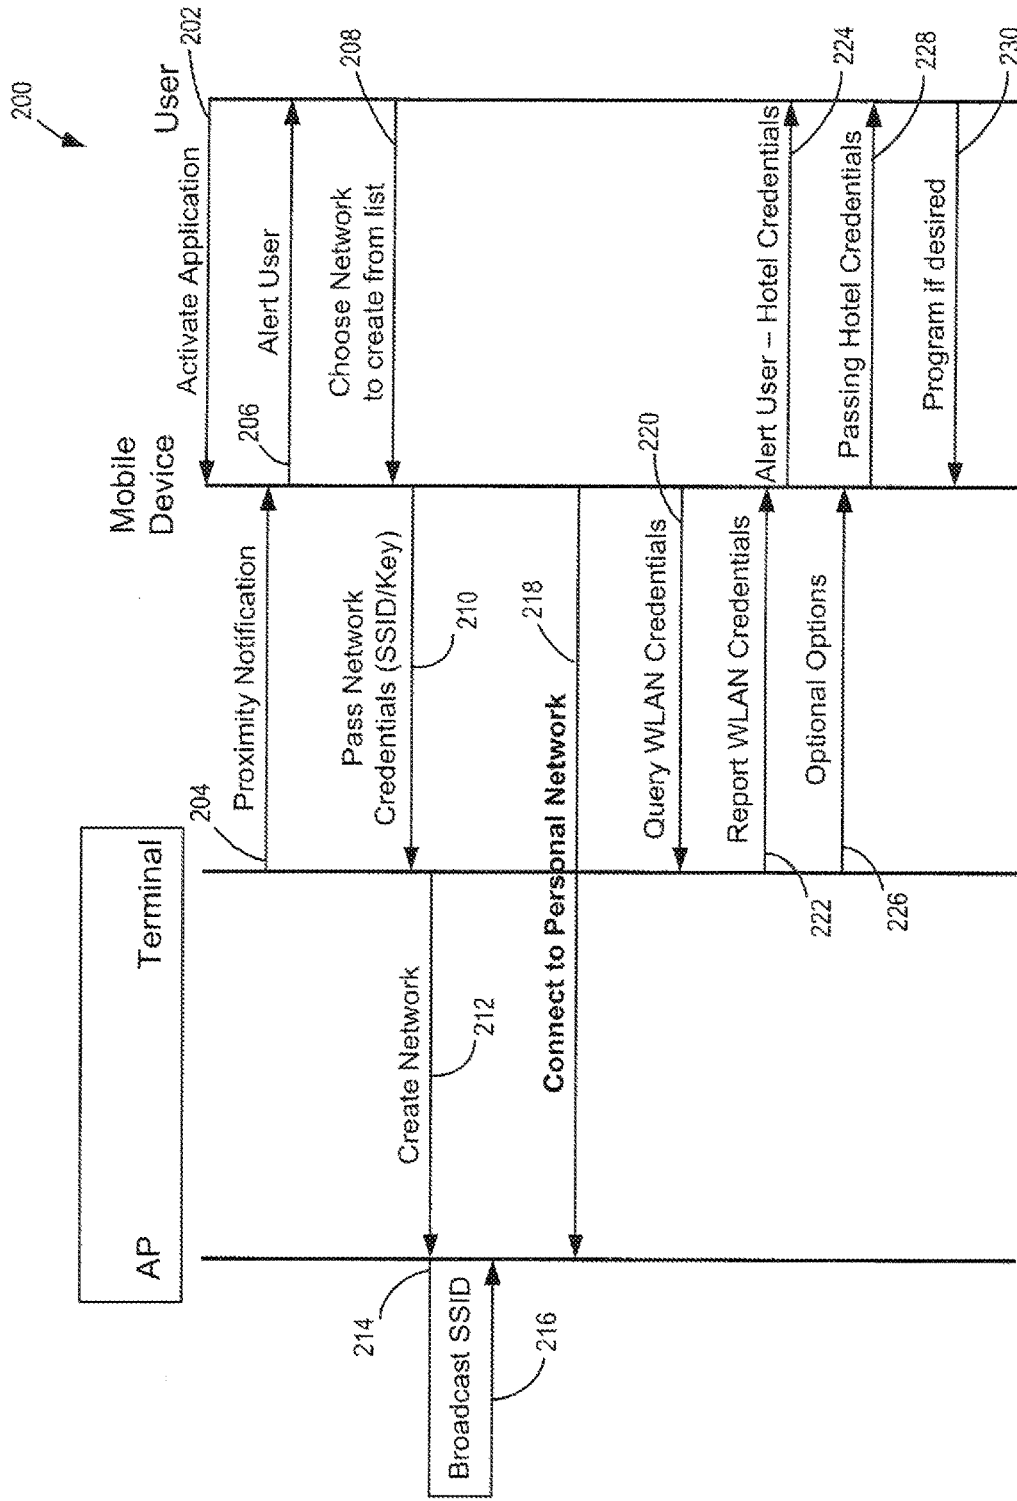 200
AP
Terminal
Mobile
Device
User
Activate Application
202
204
Proximity Notification
206
Alert User
Choose Network
to create from list
208
Pass Network
Credentials (SSID/Key)
210
Create Network
212
214
Broadcast SSID
216
Connect to Personal Network
218
Query WLAN Credentials
220
Report WLAN Credentials
222
Alert User – Hotel Credentials
224
Optional Options
226
Passing Hotel Credentials
228
Program if desired
230